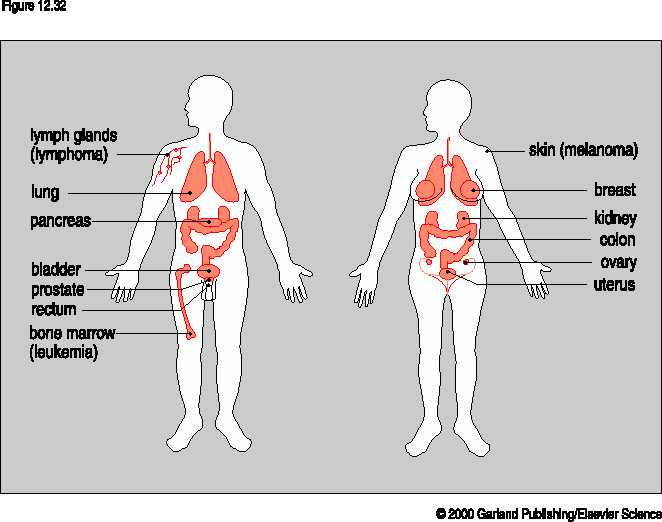 Figure 12.32
lymph glands
(lymphoma)
lung
pancreas
bladder
prostate
rectum
bone marrow
(leukemia)
skin (melanoma)
breast
kidney
colon
ovary
uterus
© 2000 Garland Publishing/Elsevier Science